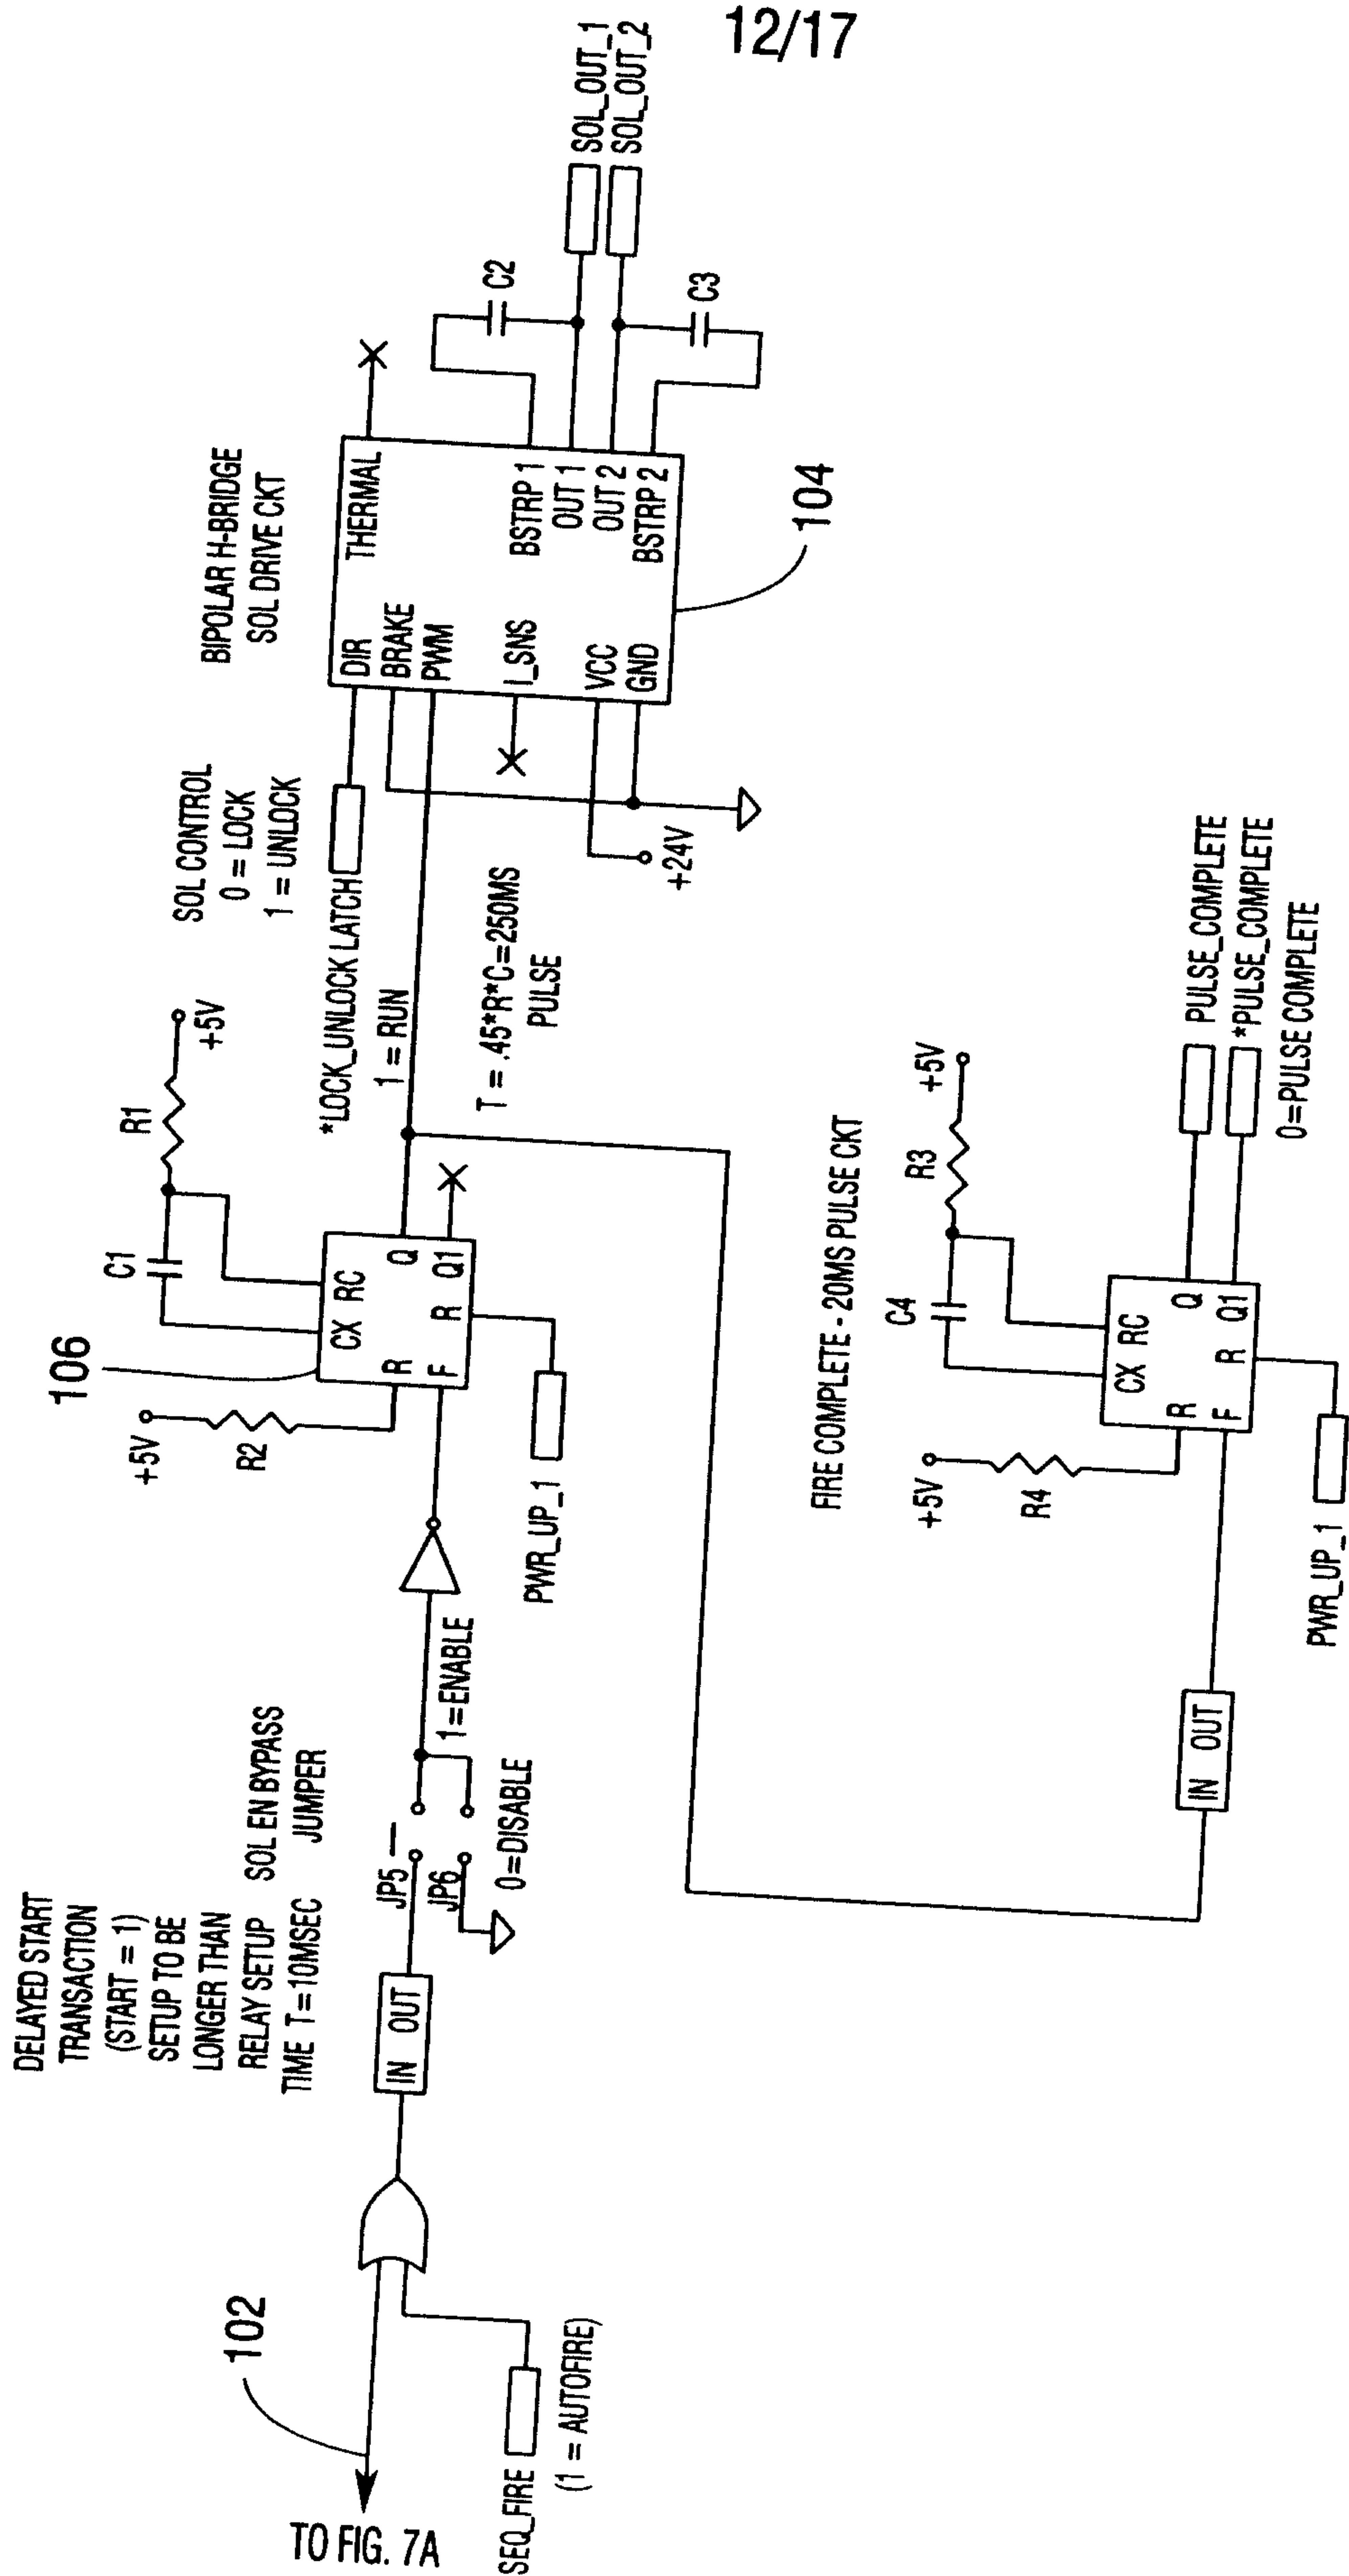 12/17
DELAYED START
TRANSACTION
(START = 1)
SETUP TO BE
LONGER THAN
RELAY SETUP
TIME T=10MSEC
SOL EN BYPASS
JUMPER
102
TO FIG. 7A
SEQ_FIRE
(1 = AUTOFIRE)
IN OUT
JP5
JP6
1=ENABLE
0=DISABLE
106
+5V
R2
C1
R1
+5V
CX RC
R
F
Q
Q1
R
PWR_UP_1
SOL CONTROL
0 = LOCK
1 = UNLOCK
*LOCK_UNLOCK LATCH
1 = RUN
T = .45*R*C=250MS
PULSE
BIPOLAR H-BRIDGE
SOL DRIVE CKT
DIR
BRAKE
PWM
I_SNS
VCC
GND
THERMAL
BSTRP 1
OUT 1
OUT 2
BSTRP 2
+24V
104
C2
C3
SOL_OUT_1
SOL_OUT_2
FIRE COMPLETE - 20MS PULSE CKT
IN OUT
+5V
R4
C4
R3
+5V
CX RC
R
F
Q
Q1
R
PWR_UP_1
PULSE_COMPLETE
*PULSE_COMPLETE
0=PULSE COMPLETE